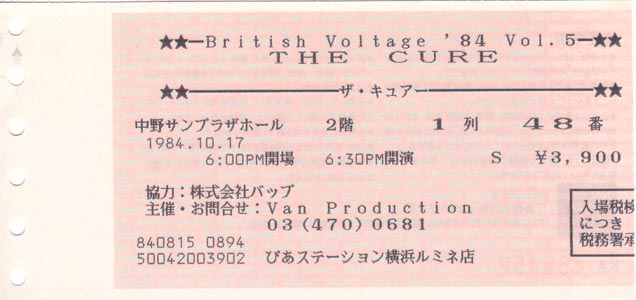 ★★—British Voltage '84 Vol.5—★★
THE CURE
★★————ザ・キュアー————★★
中野サンプラザホール 2階 1列 48番
1984.10.17
6:00PM開場 6:30PM開演 S ¥3,900
協力：株式会社バップ
主催・お問合せ：Van Production
03(470)0681
840815 0894
50042003902 ぴあステーション横浜ルミネ店
入場税検
につき
税務署承